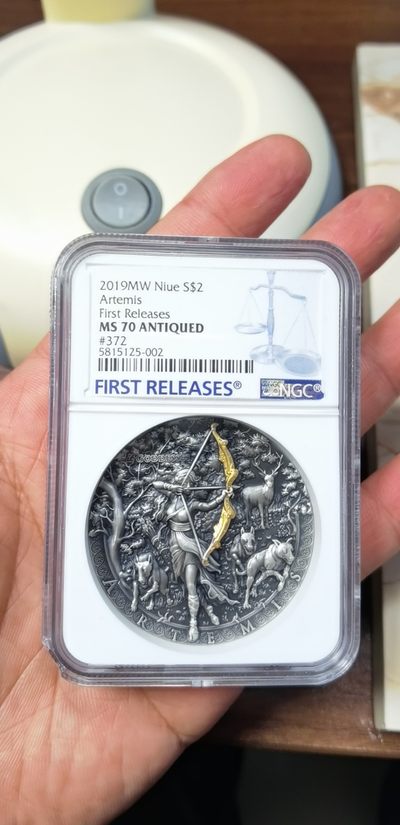 2019MW Niue S$2
Artemis
First Releases
MS 70 ANTIQUED
#372
5815125-002
FIRST RELEASES®
NGC®
ARTEMIS